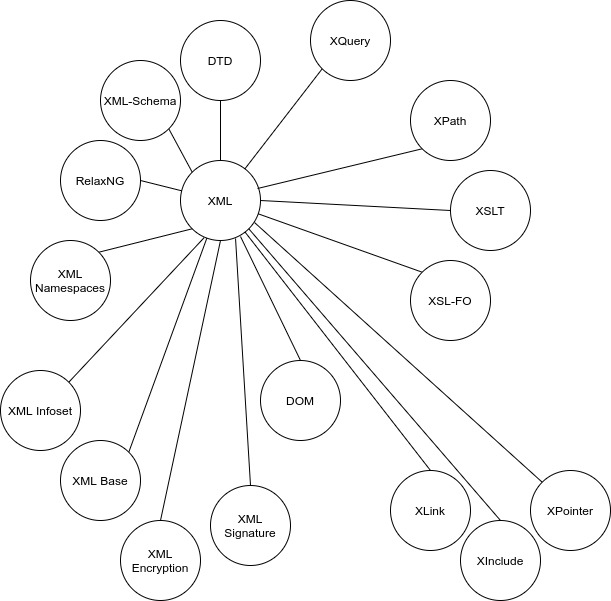 XQuery
DTD
XML-Schema
XPath
RelaxNG
XML
XSLT
XML
Namespaces
XSL-FO
DOM
XML Infoset
XML Base
XLink
XPointer
XML
Signature
XML
Encryption
XInclude